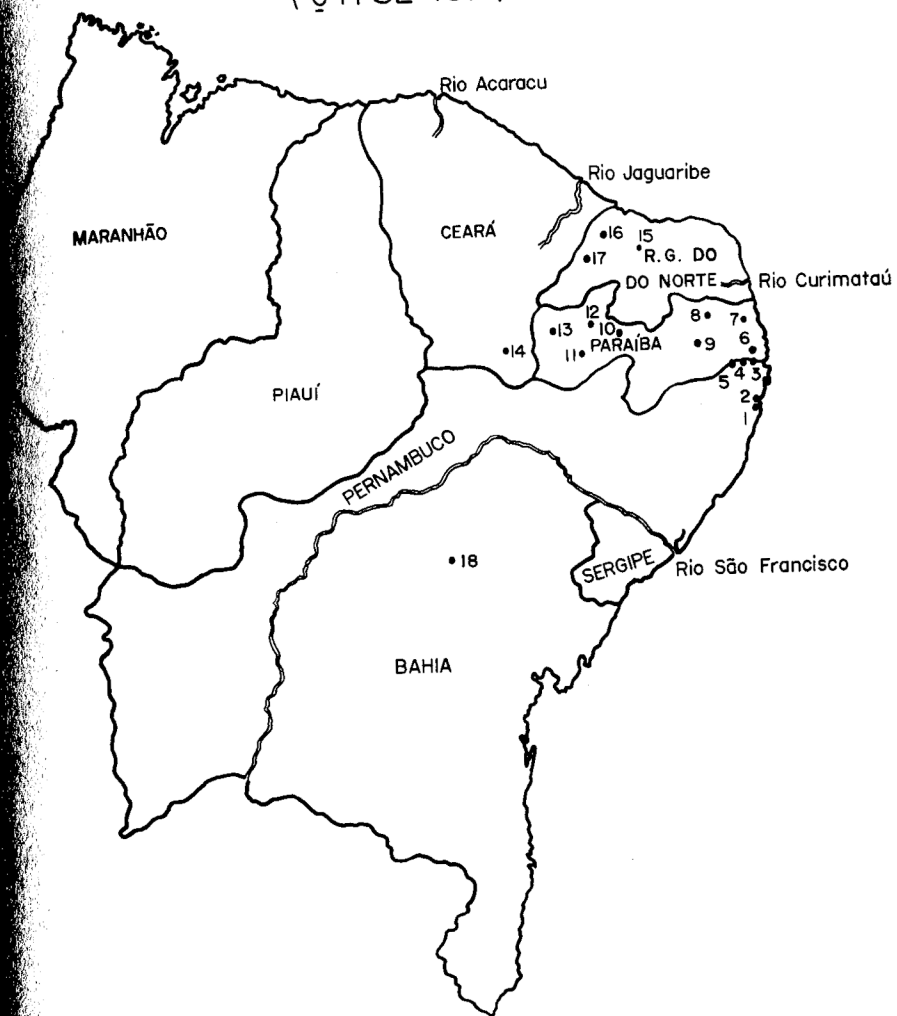 Rio Acaracu
Rio Jaguaribe
MARANHÃO
CEARÁ
16
15
17
R.G. DO
DO NORTE
Rio Curimataú
12
8
7
13
10
6
14
11
PARAÍBA
9
5
4
3
2
1
PIAUÍ
PERNAMBUCO
18
SERGIPE
Rio São Francisco
BAHIA